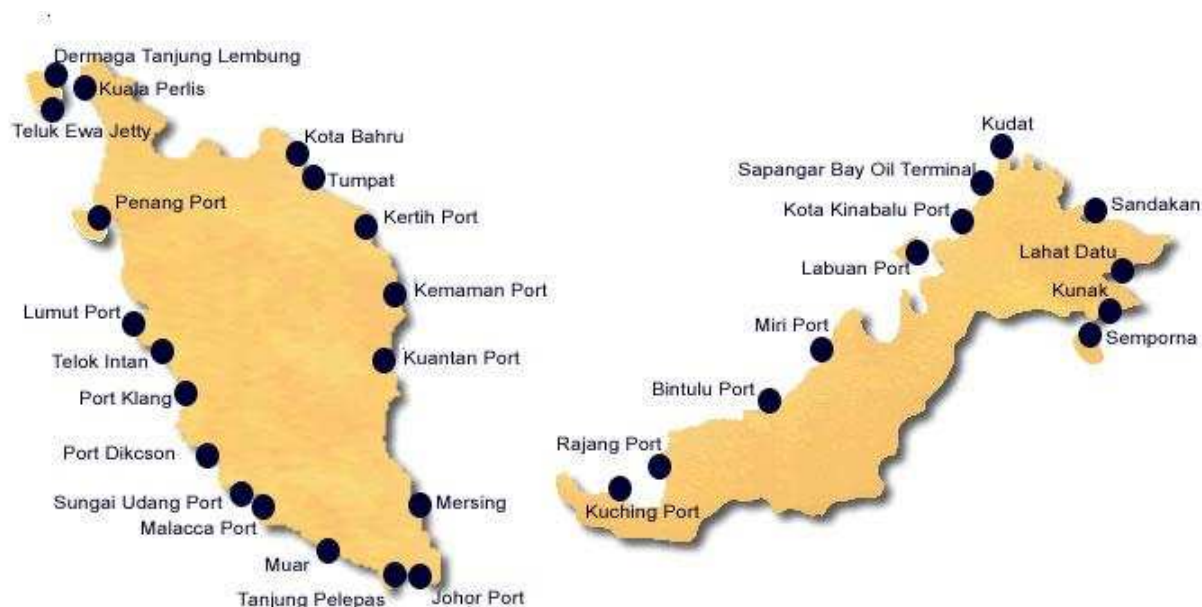 Dermaga Tanjung Lembung
Kuala Perlis
Teluk Ewa Jetty
Kota Bahru
Tumpat
Penang Port
Kertih Port
Kemaman Port
Lumut Port
Telok Intan
Kuantan Port
Port Klang
Port Dikcson
Sungai Udang Port
Mersing
Malacca Port
Muar
Tanjung Pelepas
Johor Port
Kudat
Sapangar Bay Oil Terminal
Kota Kinabalu Port
Sandakan
Labuan Port
Lahat Datu
Kunak
Miri Port
Semporna
Bintulu Port
Rajang Port
Kuching Port